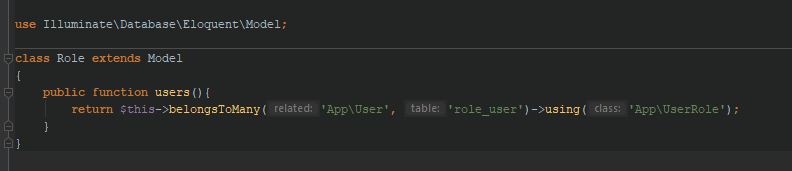 use Illuminate\Database\Eloquent\Model;
class Role extends Model
{
public function users(){
return $this->belongsToMany( related: 'App\User', table: 'role_user')->using( class: 'App\UserRole');
}
}